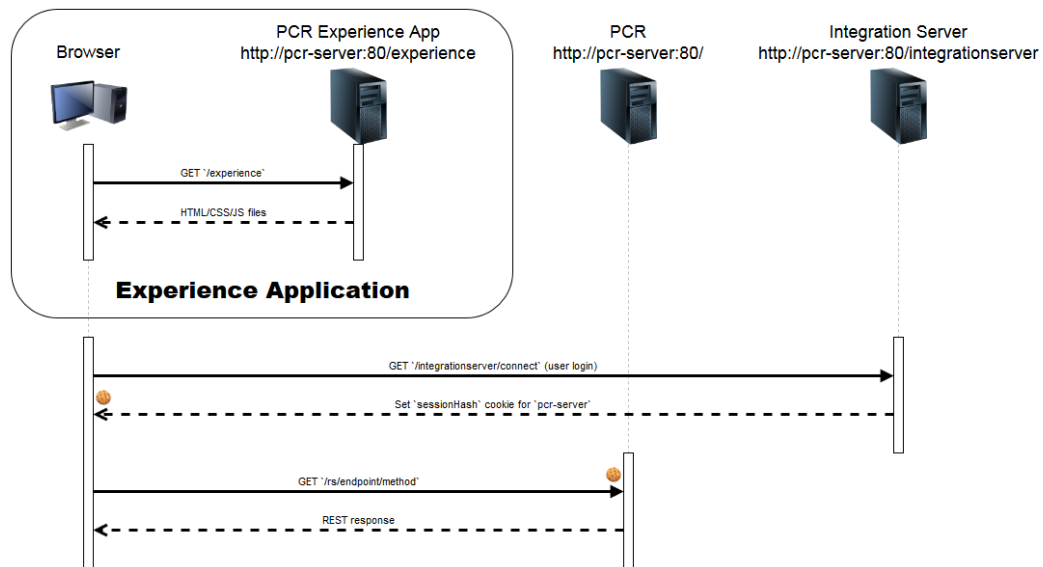 Browser
PCR Experience App
http://pcr-server:80/experience
PCR
http://pcr-server:80/
Integration Server
http://pcr-server:80/integrationserver
GET `/experience`
HTML/CSS/JS files
Experience Application
GET `/integrationserver/connect` (user login)
Set `sessionHash` cookie for `pcr-server`
GET `/rs/endpoint/method`
REST response